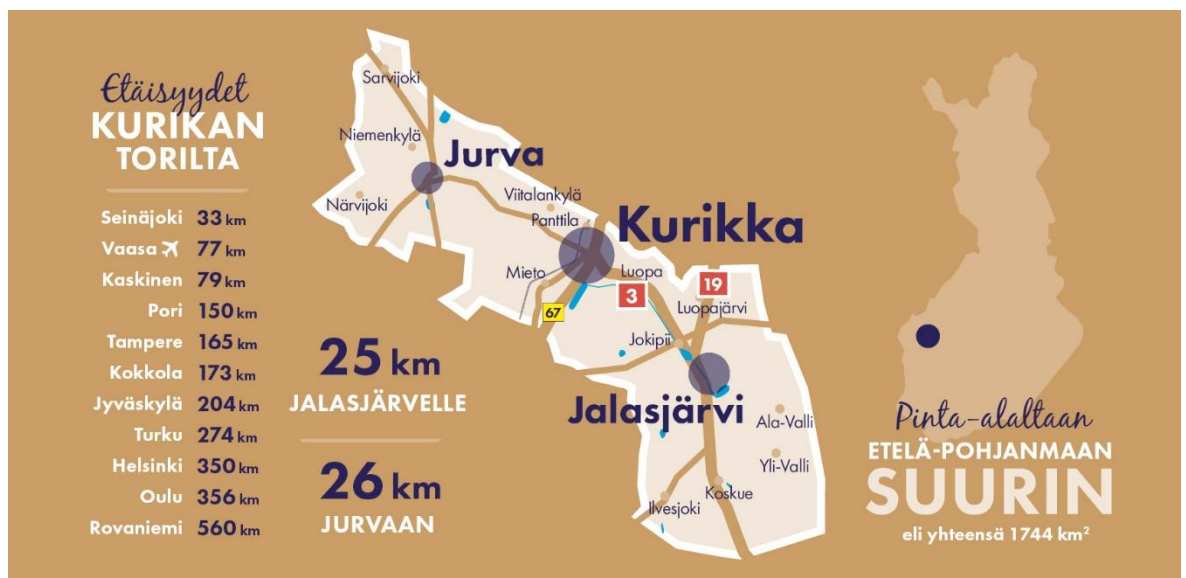 Etäisyydet
KURIKAN
TORILTA
Seinäjoki 33 km
Vaasa 77 km
Kaskinen 79 km
Pori 150 km
Tampere 165 km
Kokkola 173 km
Jyväskylä 204 km
Turku 274 km
Helsinki 350 km
Oulu 356 km
Rovaniemi 560 km
25 km
JALASJÄRVELLE
26 km
JURVAAN
Sarvijoki
Niemenkylä
Jurva
Närvijoki
Viitalankylä
Panttila
Kurikka
Mieto
Luopa
67
3
19
Luopajärvi
Jokipii
Jalasjärvi
Ala-Valli
Yli-Valli
Koskue
Ilvesjoki
Pinta-alaltaan
ETELÄ-POHJANMAAN
SUURIN
eli yhteensä 1744 km²